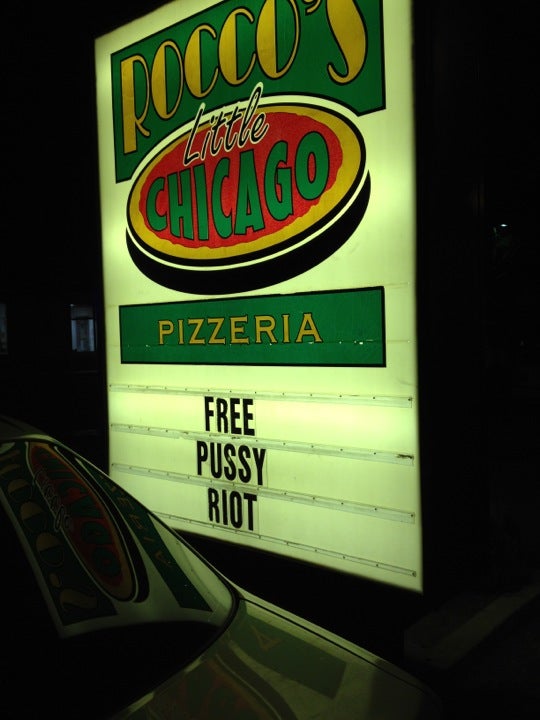 ROCCO'S
Little
CHICAGO
PIZZERIA
FREE
PUSSY
RIOT